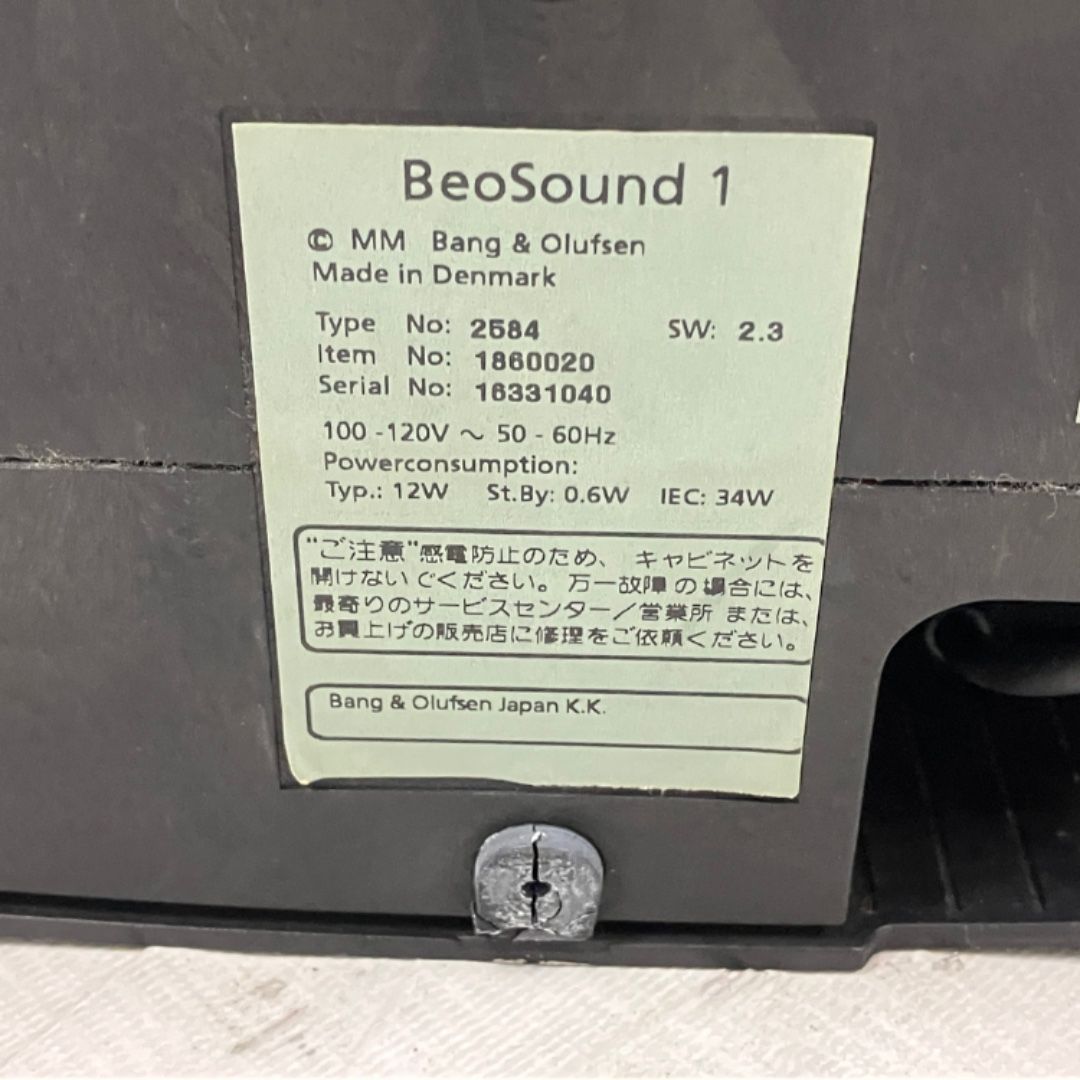 BeoSound 1
© MM Bang & Olufsen
Made in Denmark
Type No: 2584 SW: 2.3
Item No: 1860020
Serial No: 16331040
100 -120V ～ 50 - 60Hz
Powerconsumption:
Typ.: 12W St.By: 0.6W IEC: 34W
"ご注意"感電防止のため、 キャビネットを
開けないでください。万一故障の場合には、
最寄りのサービスセンター／営業所 または、
お買上げの販売店に修理をご依頼ください。
Bang & Olufsen Japan K.K.